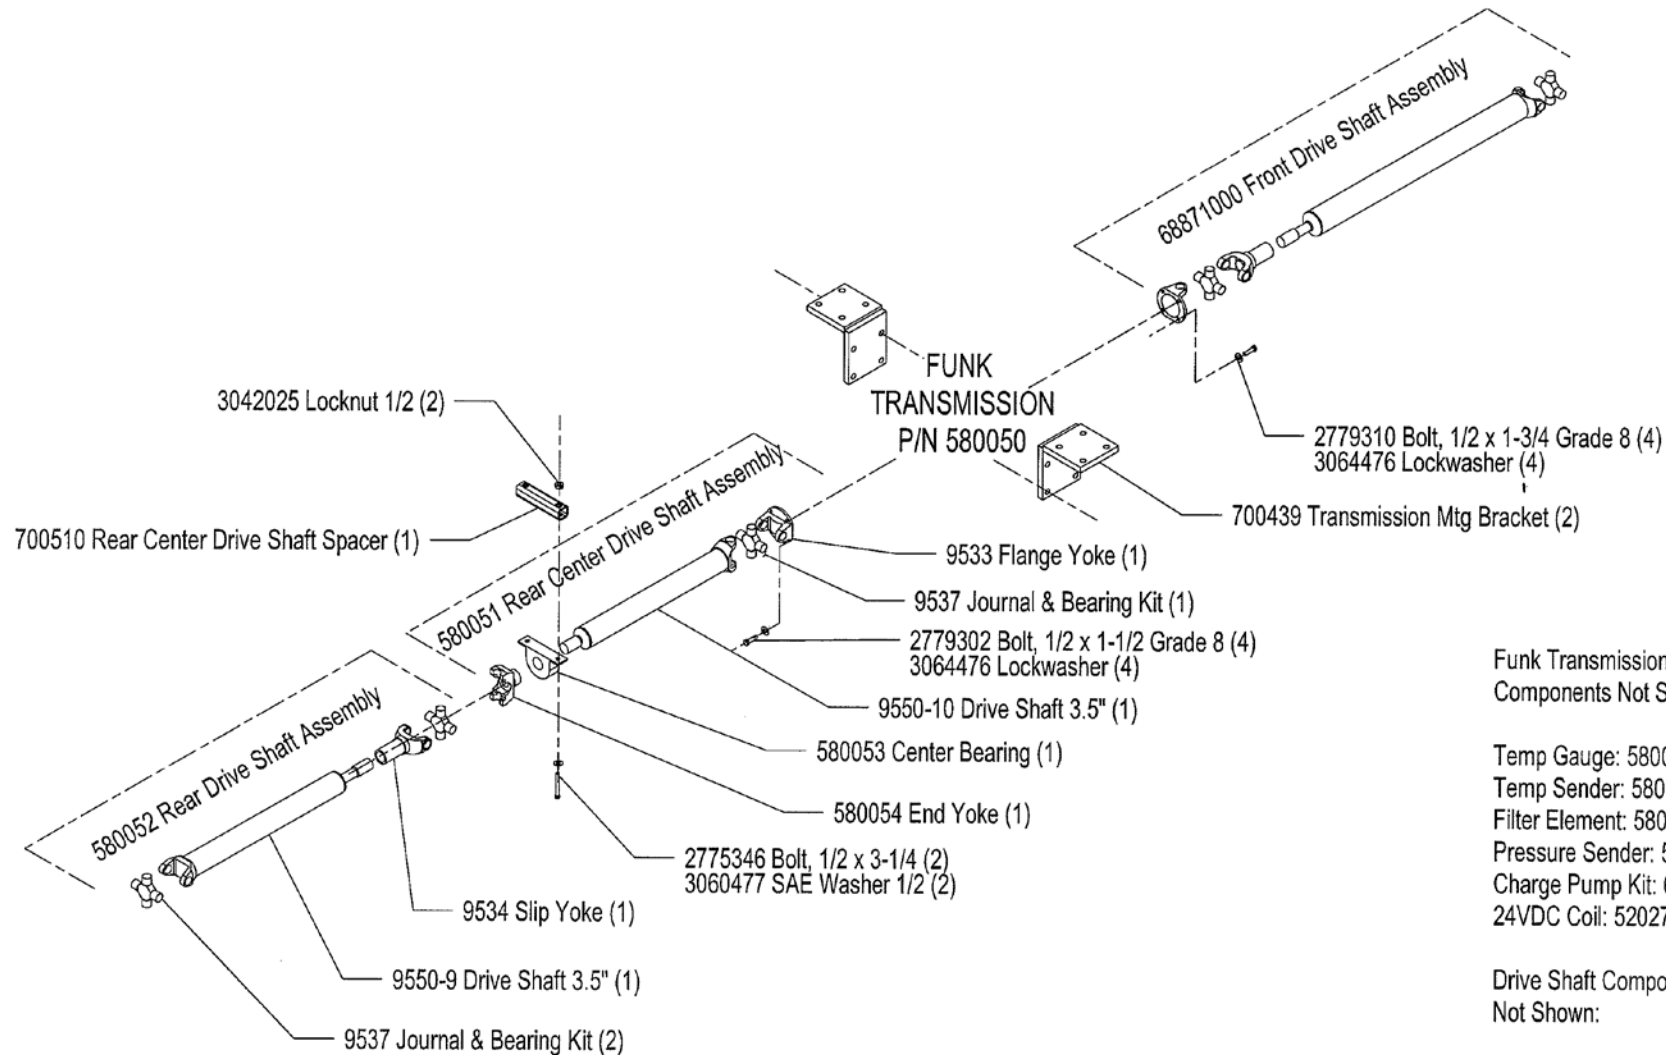 68871000 Front Drive Shaft Assembly
FUNK
TRANSMISSION
P/N 580050
3042025 Locknut 1/2 (2)
2779310 Bolt, 1/2 x 1-3/4 Grade 8 (4)
3064476 Lockwasher (4)
700510 Rear Center Drive Shaft Spacer (1)
700439 Transmission Mtg Bracket (2)
580051 Rear Center Drive Shaft Assembly
9533 Flange Yoke (1)
9537 Journal & Bearing Kit (1)
2779302 Bolt, 1/2 x 1-1/2 Grade 8 (4)
3064476 Lockwasher (4)
9550-10 Drive Shaft 3.5" (1)
580053 Center Bearing (1)
580054 End Yoke (1)
580052 Rear Drive Shaft Assembly
2775346 Bolt, 1/2 x 3-1/4 (2)
3060477 SAE Washer 1/2 (2)
9534 Slip Yoke (1)
9550-9 Drive Shaft 3.5" (1)
9537 Journal & Bearing Kit (2)
Funk Transmission
Components Not
Temp Gauge:
Temp Sender:
Filter Element:
Pressure Sender:
Charge Pump Kit:
24VDC Coil:
Drive Shaft
Not Shown: